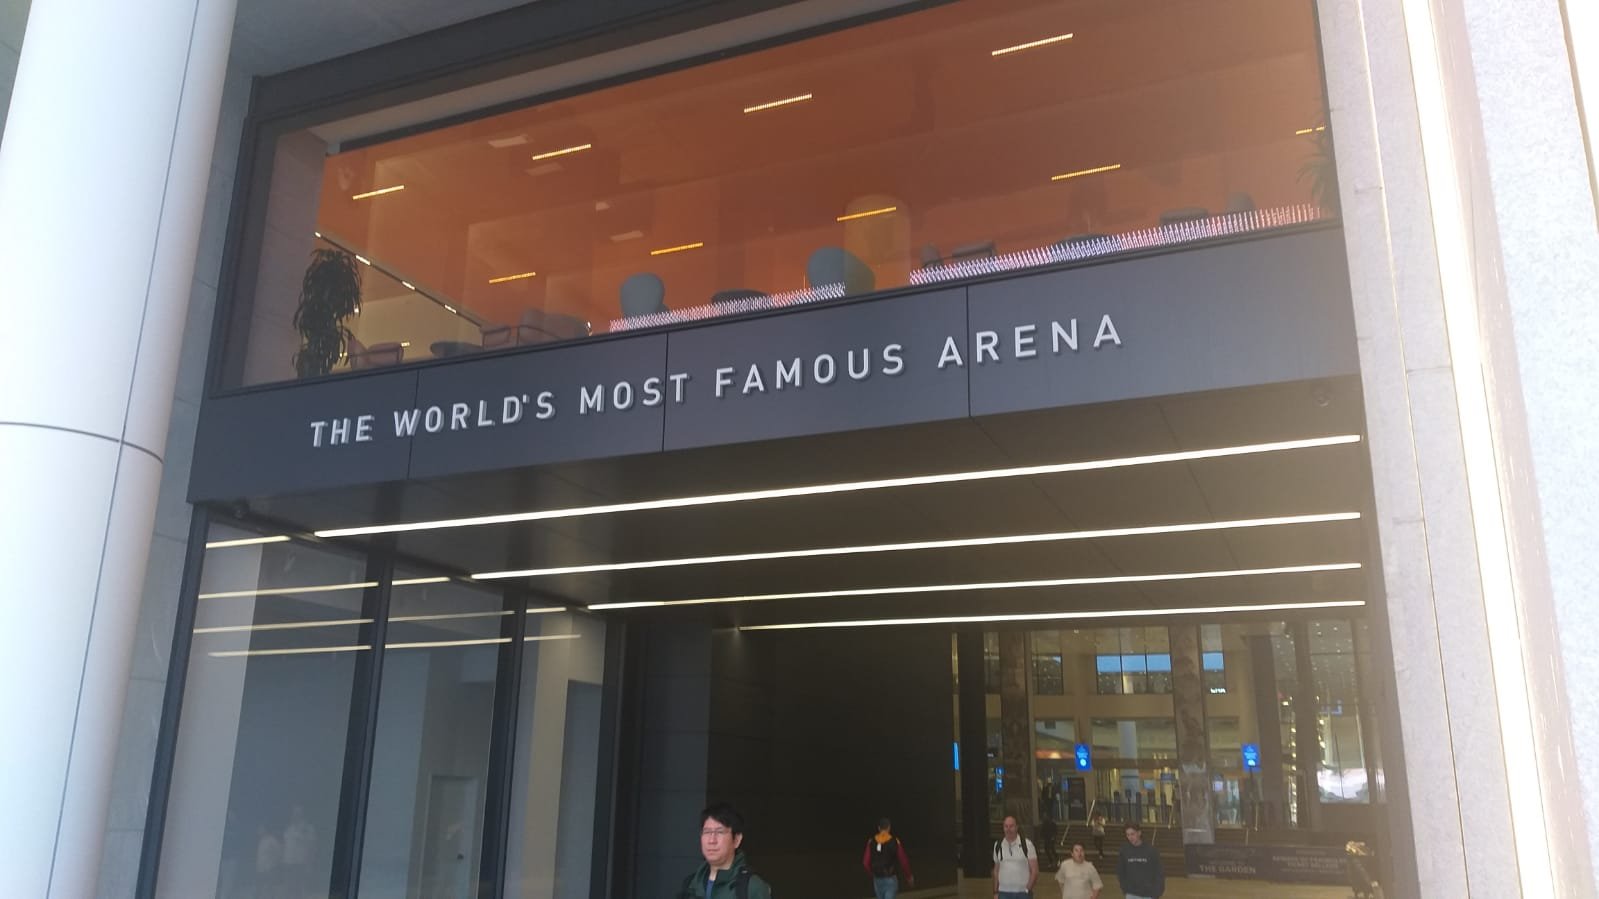 THE WORLD'S MOST FAMOUS ARENA
THE GARDEN